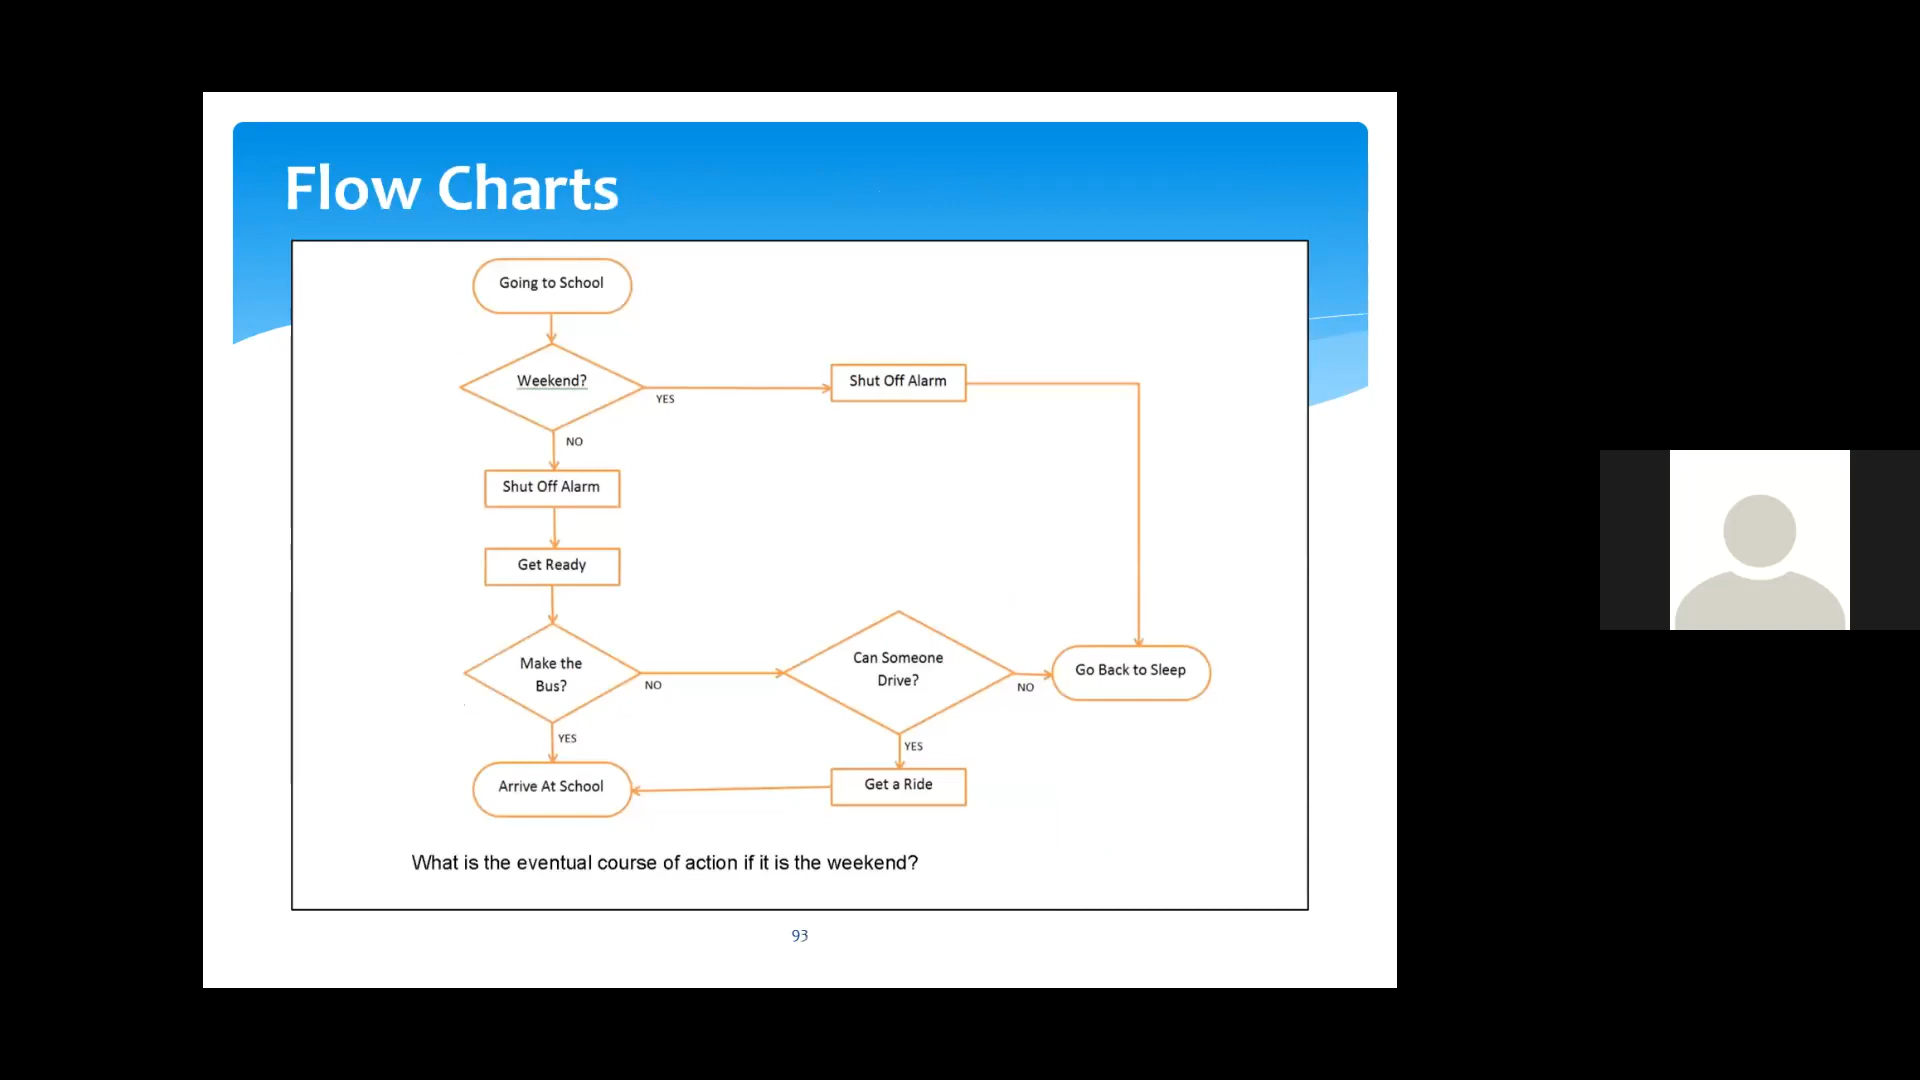 Flow Charts
Going to School
Weekend?
YES
Shut Off Alarm
NO
Shut Off Alarm
Get Ready
Make the
Bus?
NO
Can Someone
Drive?
NO
Go Back to Sleep
YES
YES
Arrive At School
Get a Ride
What is the eventual course of action if it is the weekend?
93